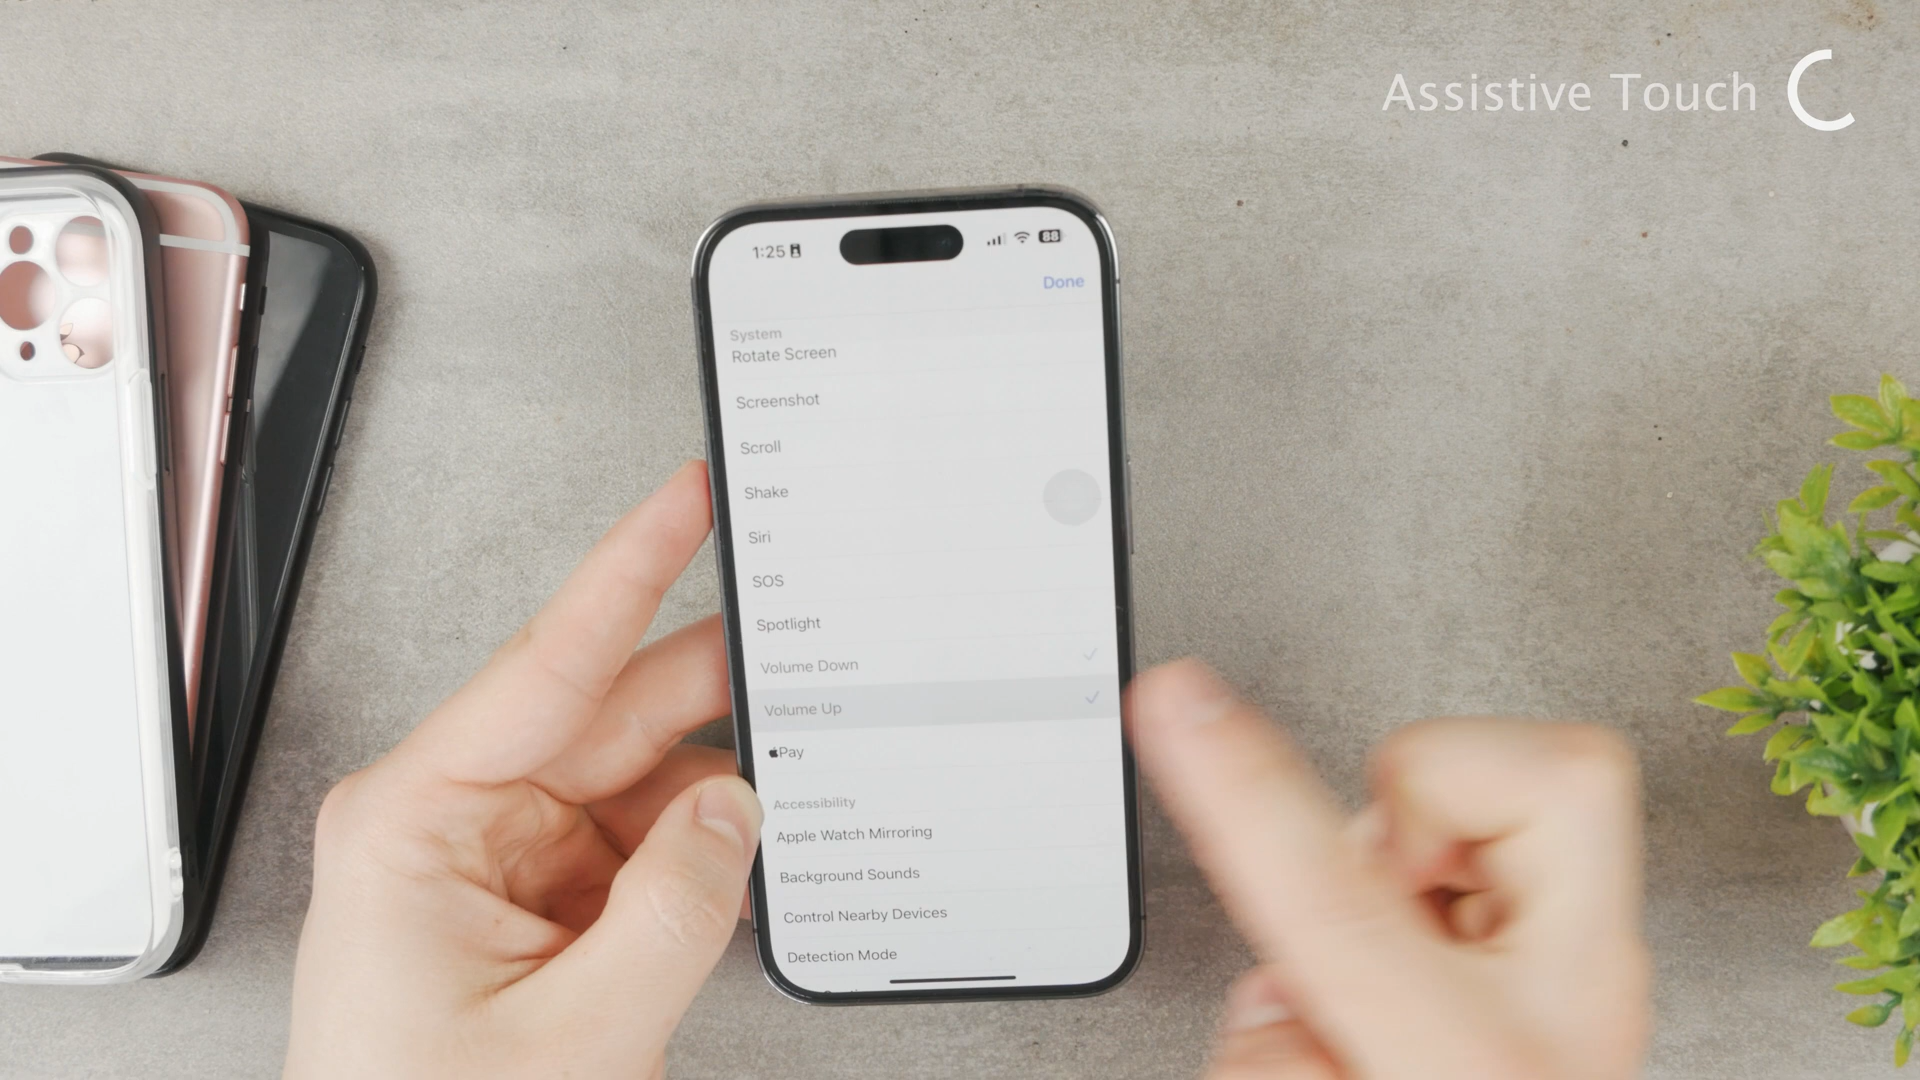 Assistive Touch
1:25
88
Done
System
Rotate Screen
Screenshot
Scroll
Shake
Siri
SOS
Spotlight
Volume Down
Volume Up
Pay
Accessibility
Apple Watch Mirroring
Background Sounds
Control Nearby Devices
Detection Mode